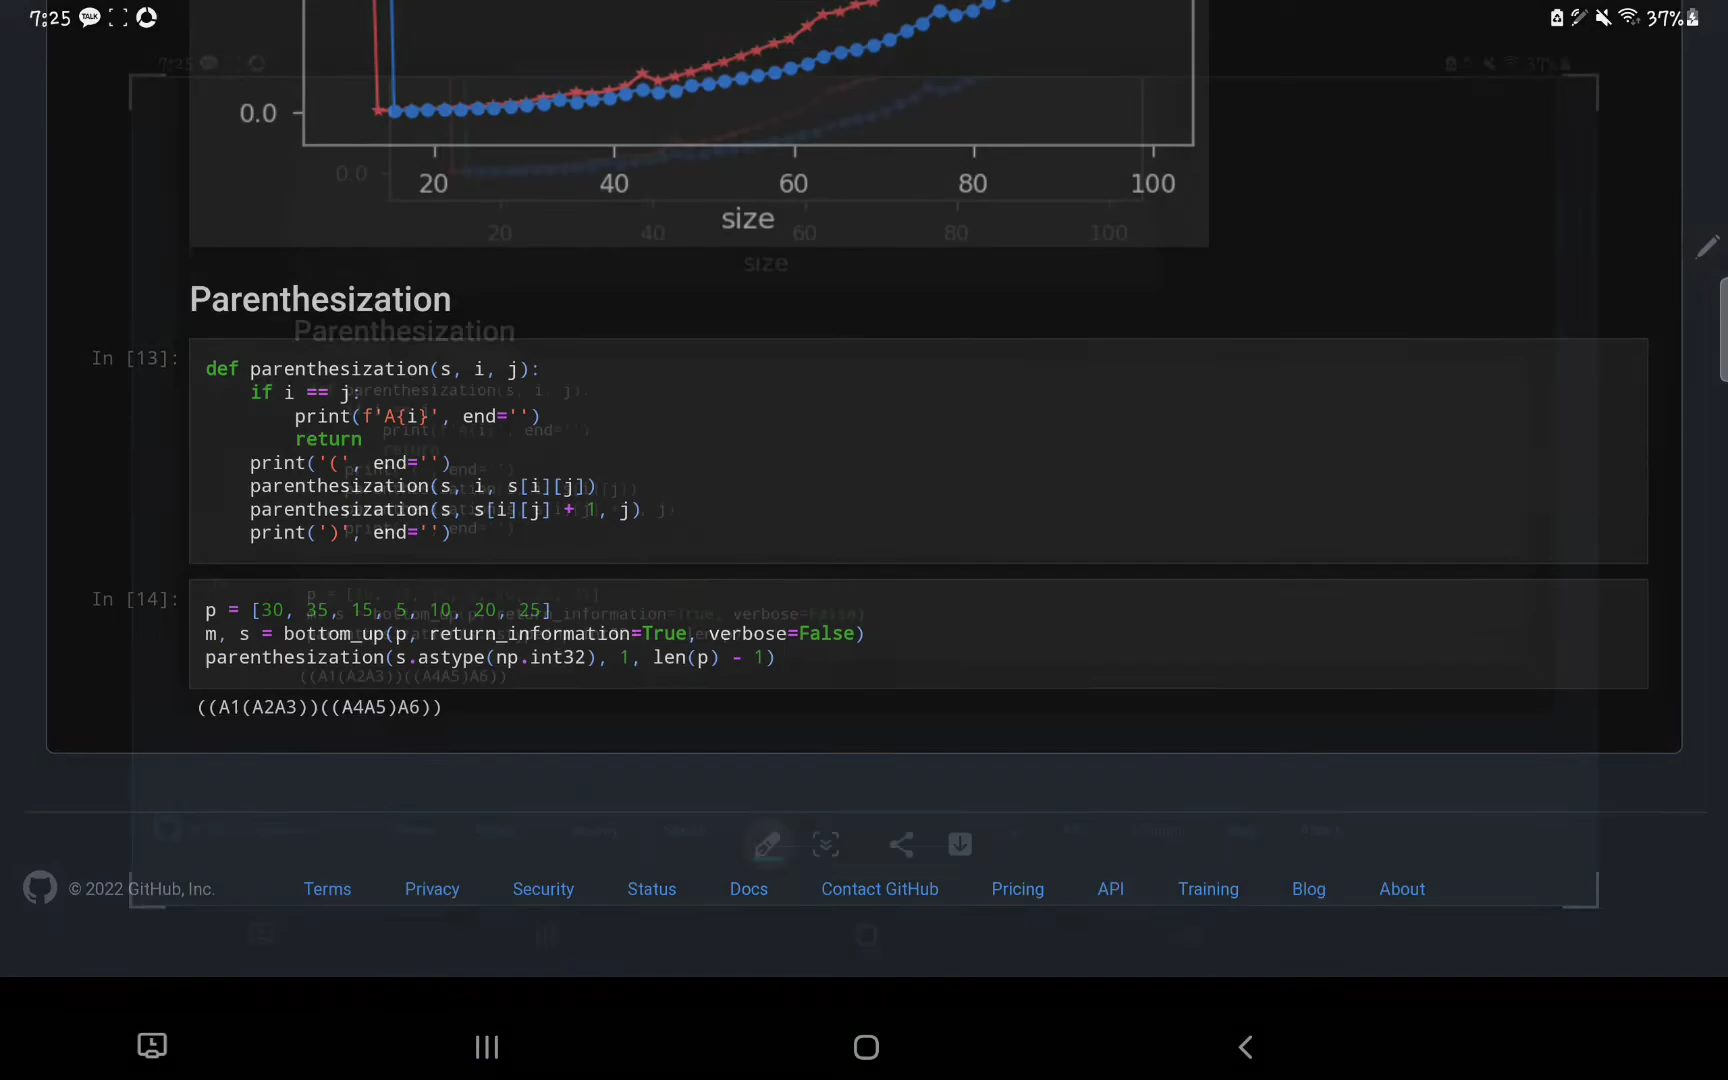 7:25 TALK 37%
0.0
20 40 60 80 100
size
Parenthesization
In [13]:
def parenthesization(s, i, j):
    if i == j:
        print(f'A{i}', end='')
        return
    print('(', end='')
    parenthesization(s, i, s[i][j])
    parenthesization(s, s[i][j] + 1, j)
    print(')', end='')
In [14]:
p = [30, 35, 15, 5, 10, 20, 25]
m, s = bottom_up(p, return_information=True, verbose=False)
parenthesization(s.astype(np.int32), 1, len(p) - 1)
((A1(A2A3))((A4A5)A6))
© 2022 GitHub, Inc. Terms Privacy Security Status Docs Contact GitHub Pricing API Training Blog About